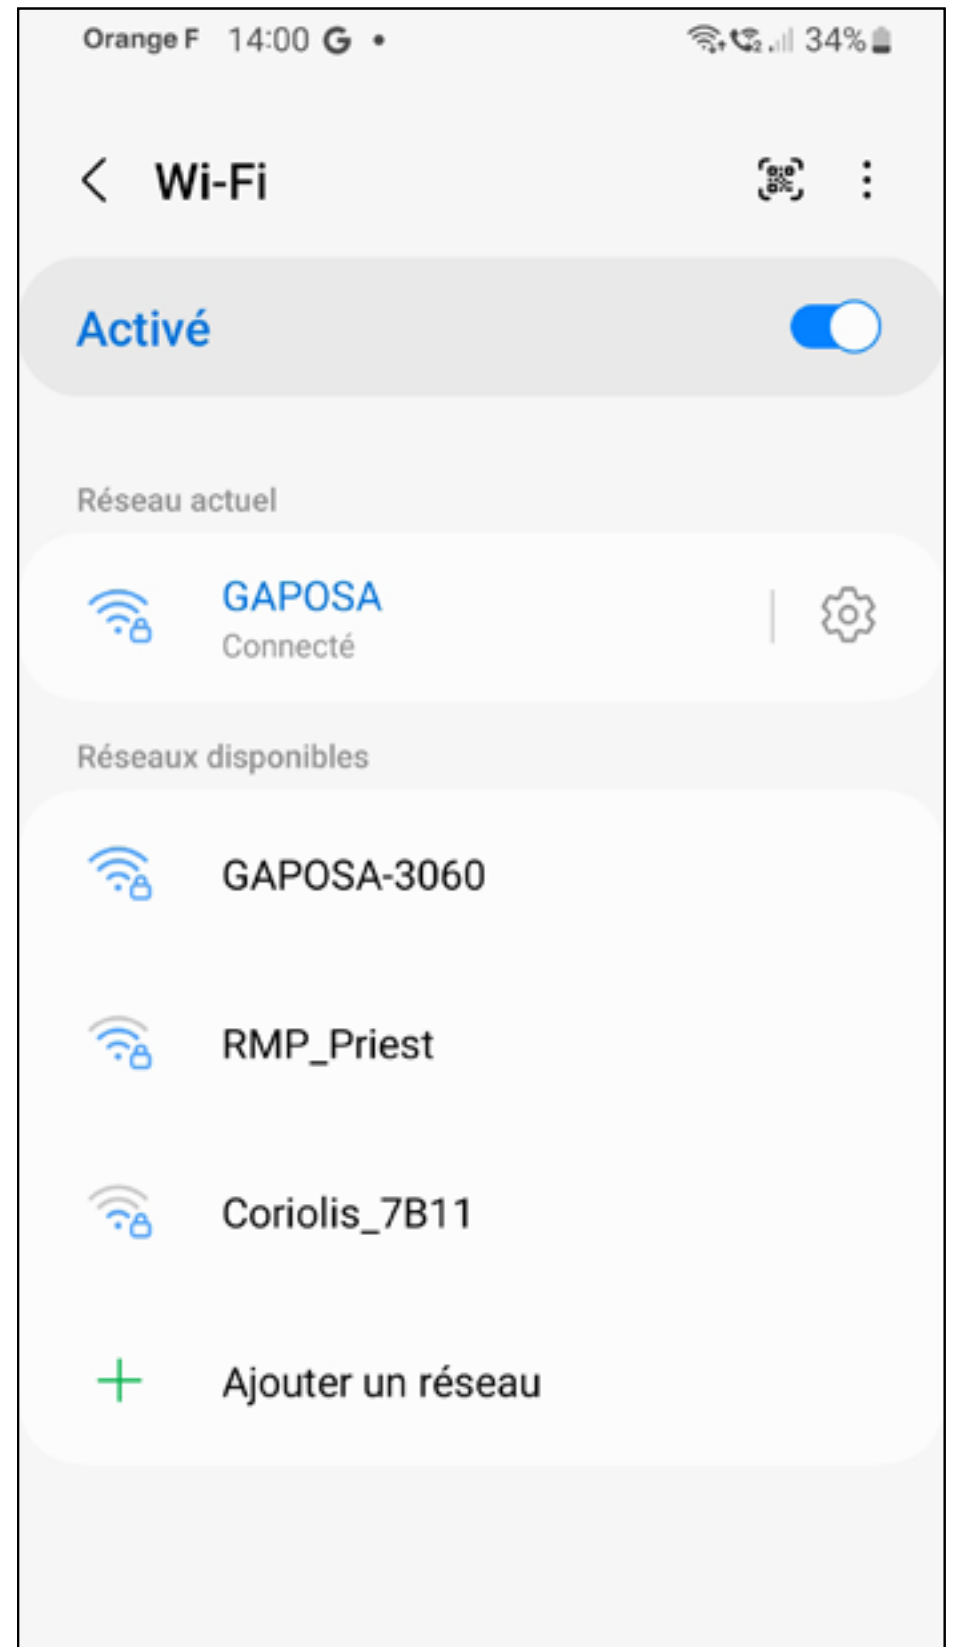 Orange F 14:00 G • 34%
Wi-Fi
Activé
Réseau actuel
GAPOSA
Connecté
Réseaux disponibles
GAPOSA-3060
RMP_Priest
Coriolis_7B11
Ajouter un réseau